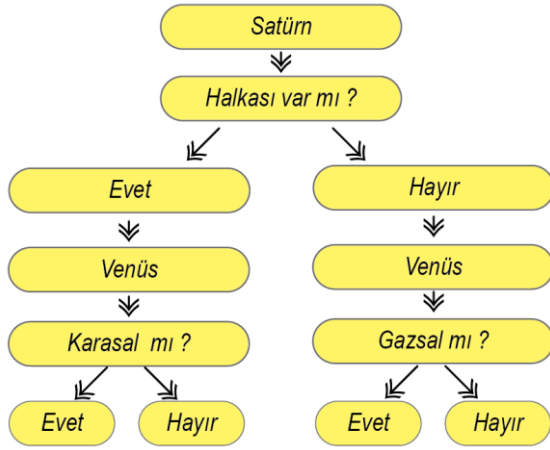 Satürn
Halkası var mı ?
Evet
Hayır
Venüs
Venüs
Karasal mı ?
Gazsal mı ?
Evet
Hayır
Evet
Hayır